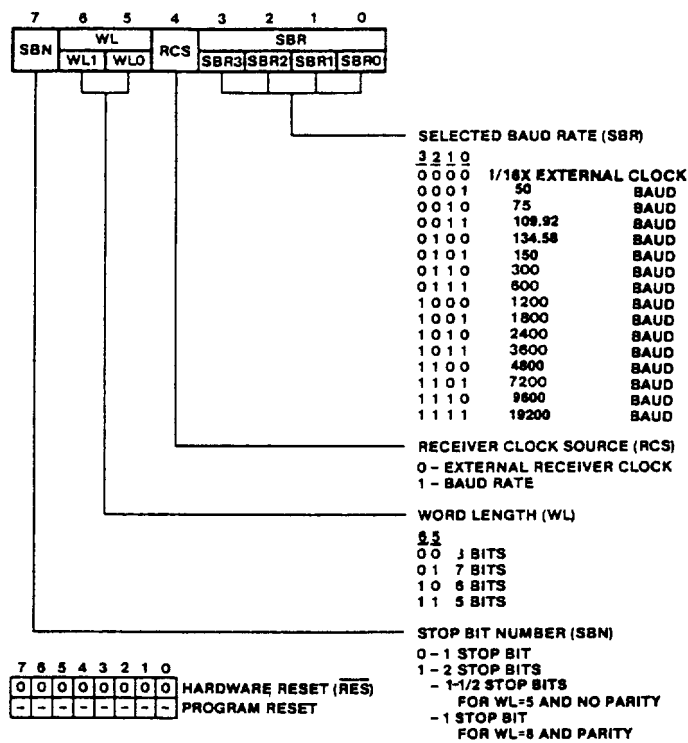 7 6 5 4 3 2 1 0
SBN WL RCS SBR
WL1 WL0 SBR3 SBR2 SBR1 SBR0
SELECTED BAUD RATE (SBR)
3 2 1 0
0 0 0 0 1/16X EXTERNAL CLOCK
0 0 0 1 50 BAUD
0 0 1 0 75 BAUD
0 0 1 1 109.92 BAUD
0 1 0 0 134.58 BAUD
0 1 0 1 150 BAUD
0 1 1 0 300 BAUD
0 1 1 1 600 BAUD
1 0 0 0 1200 BAUD
1 0 0 1 1800 BAUD
1 0 1 0 2400 BAUD
1 0 1 1 3600 BAUD
1 1 0 0 4800 BAUD
1 1 0 1 7200 BAUD
1 1 1 0 9600 BAUD
1 1 1 1 19200 BAUD
RECEIVER CLOCK SOURCE (RCS)
0 – EXTERNAL RECEIVER CLOCK
1 – BAUD RATE
WORD LENGTH (WL)
6 5
0 0 BITS
0 1 7 BITS
1 0 6 BITS
1 1 5 BITS
STOP BIT NUMBER (SBN)
0 – 1 STOP BIT
1 – 2 STOP BITS
– 1-1/2 STOP BITS
FOR WL=5 AND NO PARITY
– 1 STOP BIT
FOR WL=8 AND PARITY
7 6 5 4 3 2 1 0
0 0 0 0 0 0 0 0 HARDWARE RESET (RES)
- - - - - - - - PROGRAM RESET